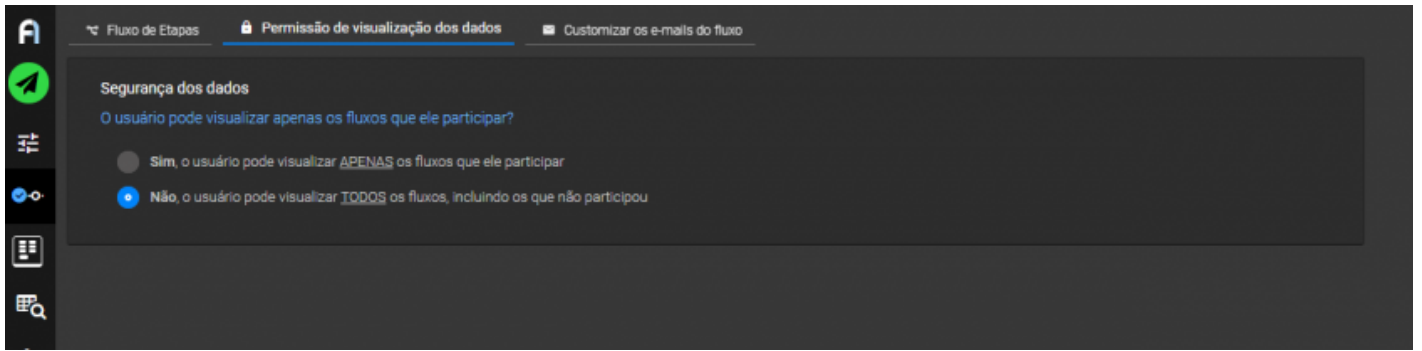 Fluxo de Etapas
Permissão de visualização dos dados
Customizar os e-mails do fluxo
Segurança dos dados
O usuário pode visualizar apenas os fluxos que ele participar?
Sim, o usuário pode visualizar APENAS os fluxos que ele participar
Não, o usuário pode visualizar TODOS os fluxos, incluindo os que não participou